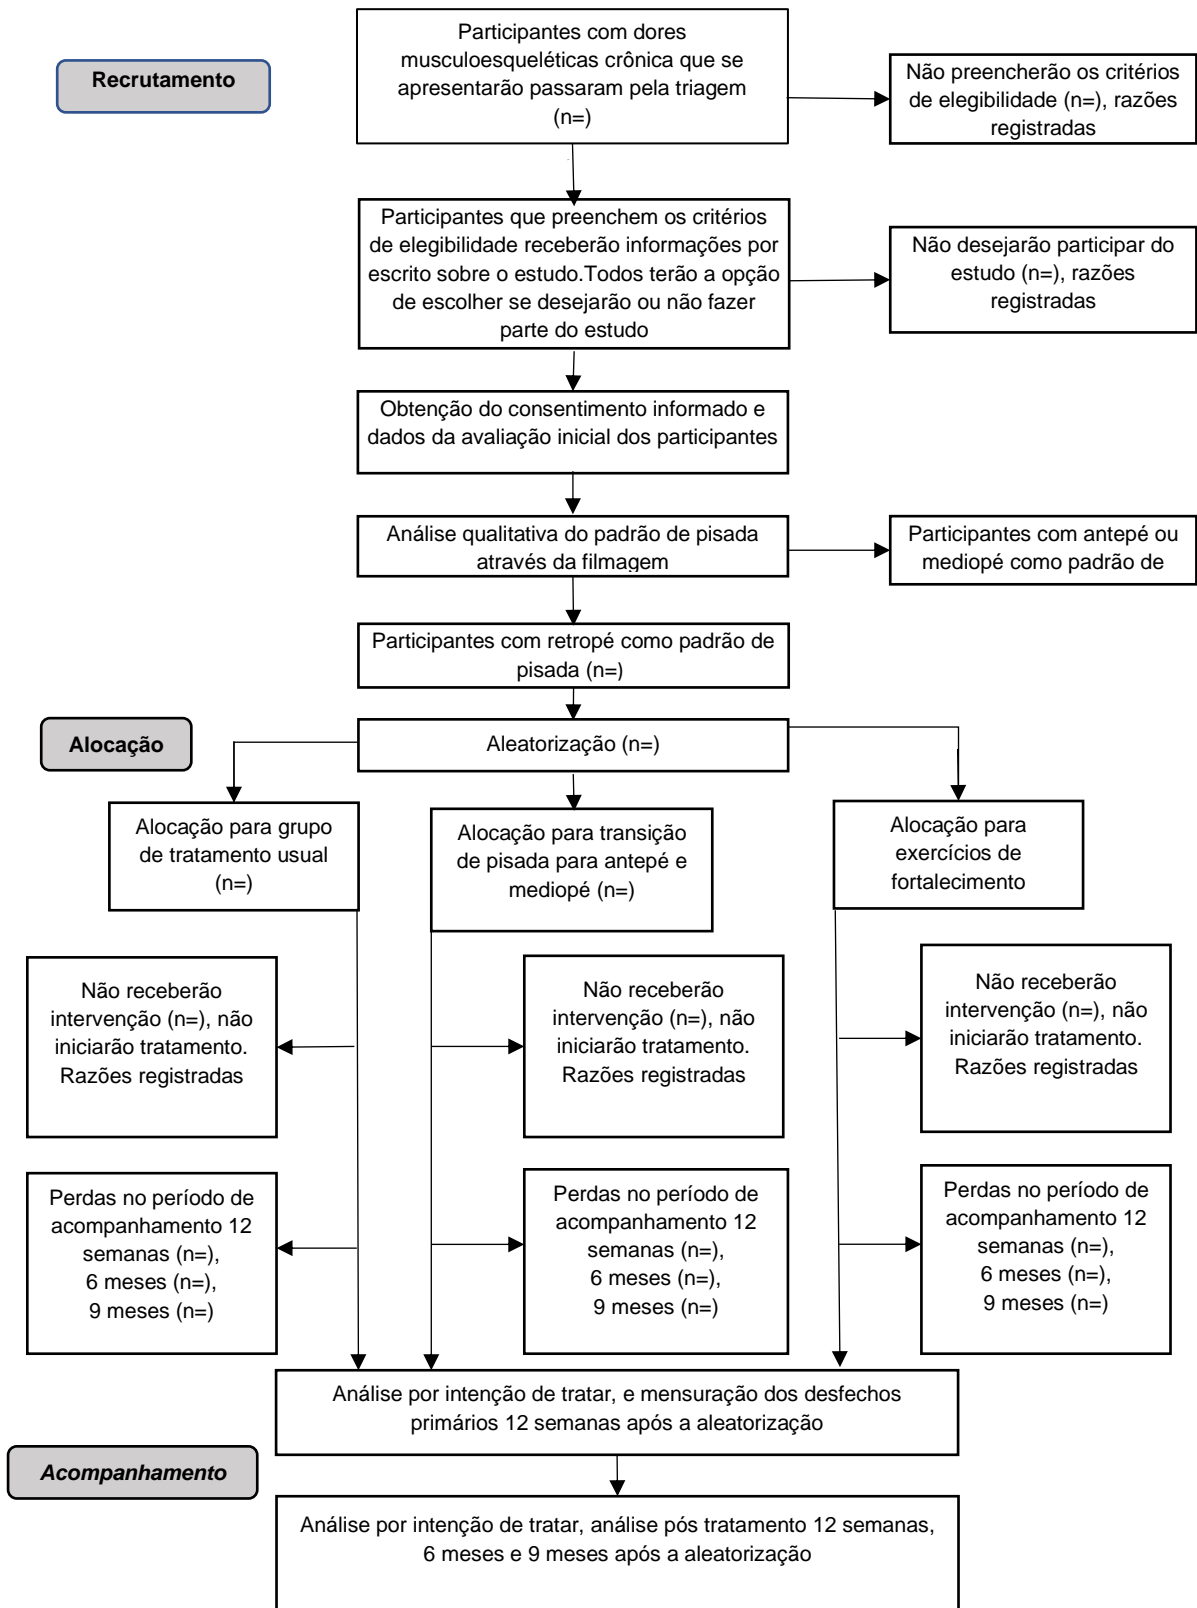 Recrutamento
Participantes com dores
musculoesqueléticas crônica que se
apresentarão passaram pela triagem
(n=)
Não preencherão os critérios
de elegibilidade (n=), razões
registradas
Participantes que preenchem os critérios
de elegibilidade receberão informações por
escrito sobre o estudo.Todos terão a opção
de escolher se desejarão ou não fazer
parte do estudo
Não desejarão participar do
estudo (n=), razões
registradas
Obtenção do consentimento informado e
dados da avaliação inicial dos participantes
Análise qualitativa do padrão de pisada
através da filmagem
Participantes com antepé ou
mediopé como padrão de
Participantes com retropé como padrão de
pisada (n=)
Alocação
Aleatorização (n=)
Alocação para grupo
de tratamento usual
(n=)
Alocação para transição
de pisada para antepé e
mediopé (n=)
Alocação para
exercícios de
fortalecimento
Não receberão
intervenção (n=), não
iniciarão tratamento.
Razões registradas
Não receberão
intervenção (n=), não
iniciarão tratamento.
Razões registradas
Não receberão
intervenção (n=), não
iniciarão tratamento.
Razões registradas
Perdas no período de
acompanhamento 12
semanas (n=),
6 meses (n=),
9 meses (n=)
Perdas no período de
acompanhamento 12
semanas (n=),
6 meses (n=),
9 meses (n=)
Perdas no período de
acompanhamento 12
semanas (n=),
6 meses (n=),
9 meses (n=)
Análise por intenção de tratar, e mensuração dos desfechos
primários 12 semanas após a aleatorização
Acompanhamento
Análise por intenção de tratar, análise pós tratamento 12 semanas,
6 meses e 9 meses após a aleatorização